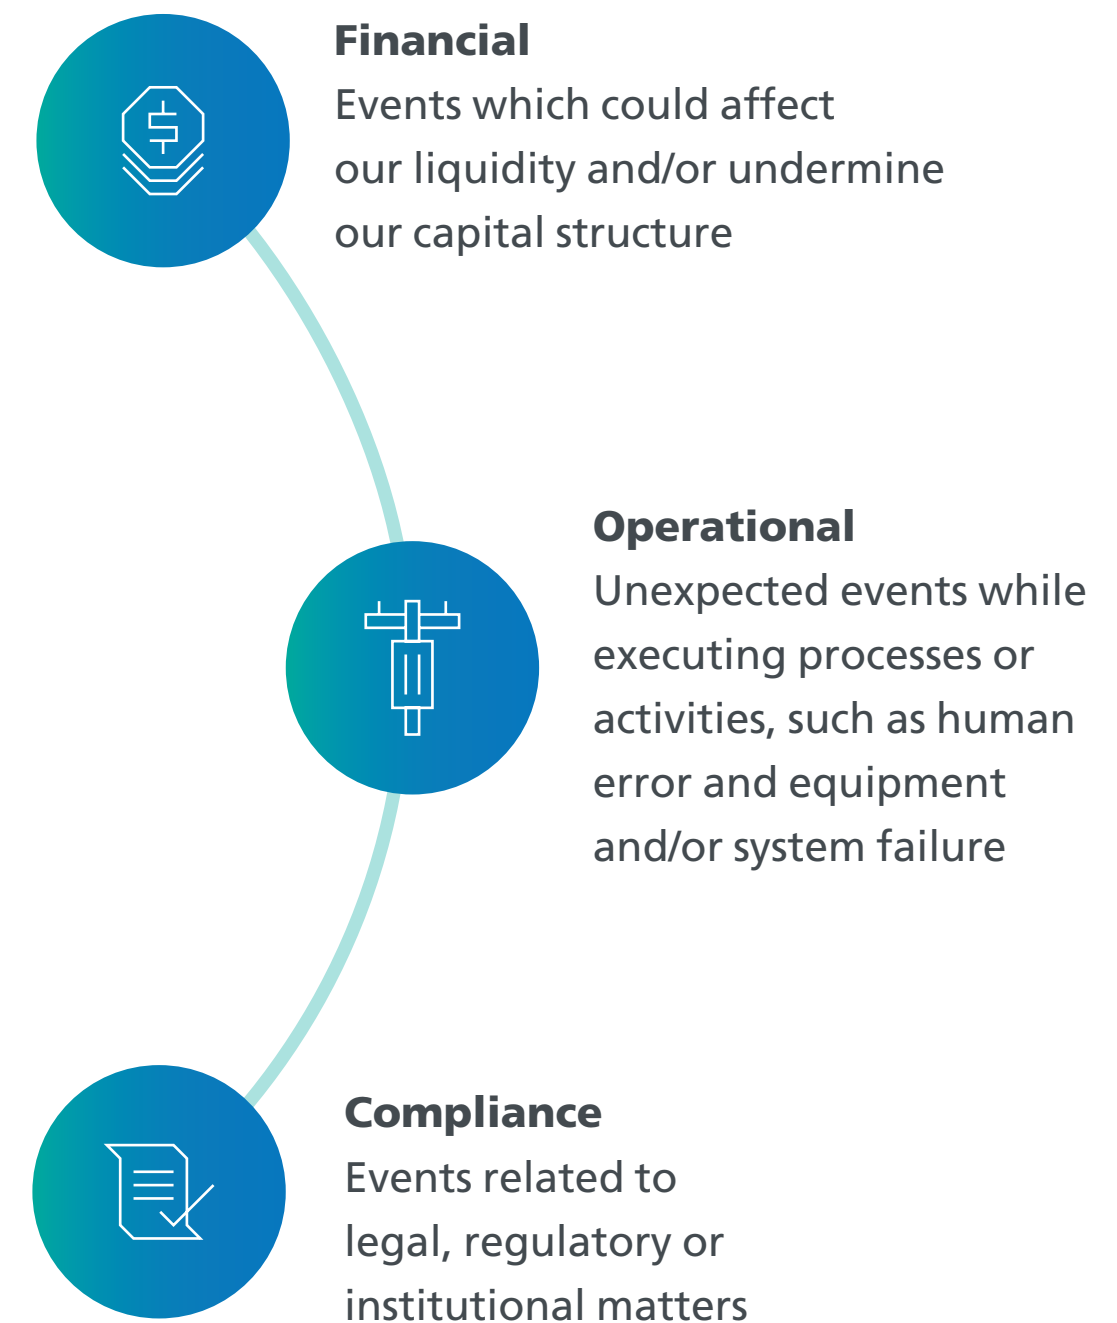 Financial
Events which could affect
our liquidity and/or undermine
our capital structure
Operational
Unexpected events while
executing processes or
activities, such as human
error and equipment
and/or system failure
Compliance
Events related to
legal, regulatory or
institutional matters